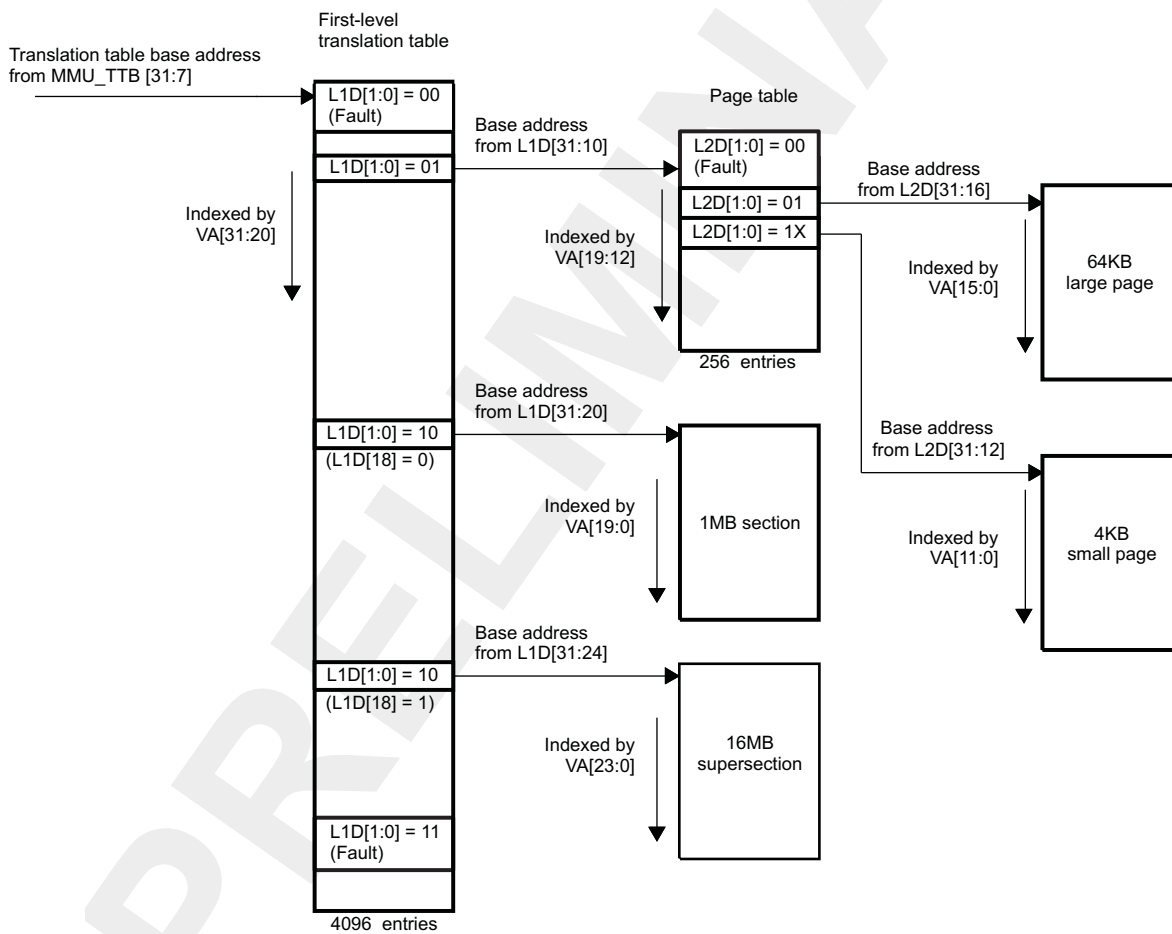 First-level
translation table
Translation table base address
from MMU_TTB [31:7]
L1D[1:0] = 00
(Fault)
Page table
Base address
from L1D[31:10]
L2D[1:0] = 00
(Fault)
L1D[1:0] = 01
Base address
from L2D[31:16]
L2D[1:0] = 01
Indexed by
VA[31:20]
L2D[1:0] = 1X
Indexed by
VA[19:12]
64KB
large page
Indexed by
VA[15:0]
256 entries
Base address
from L1D[31:20]
L1D[1:0] = 10
(L1D[18] = 0)
Base address
from L2D[31:12]
Indexed by
VA[19:0]
1MB section
Indexed by
VA[11:0]
4KB
small page
Base address
from L1D[31:24]
L1D[1:0] = 10
(L1D[18] = 1)
Indexed by
VA[23:0]
16MB
supersection
L1D[1:0] = 11
(Fault)
4096 entries
PRELIMINA